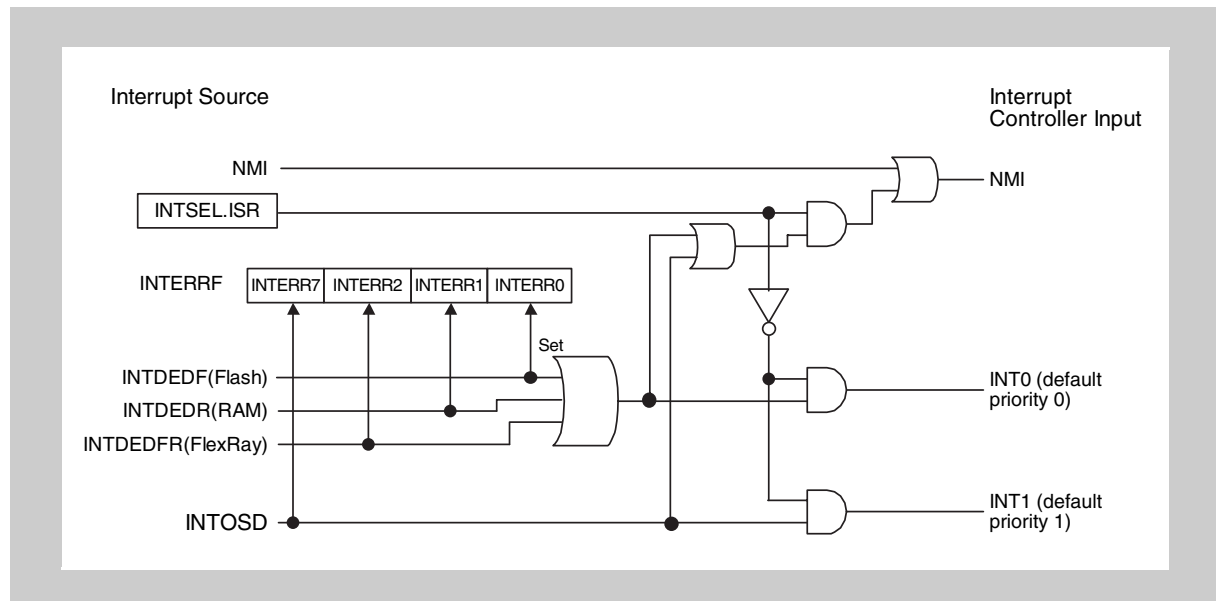 Interrupt Source
Interrupt
Controller Input
NMI
NMI
INTSEL.ISR
INTERRF
INTERR7 INTERR2 INTERR1 INTERR0
Set
INTDEDF(Flash)
INTDEDR(RAM)
INTDEDFR(FlexRay)
INT0 (default
priority 0)
INTOSD
INT1 (default
priority 1)